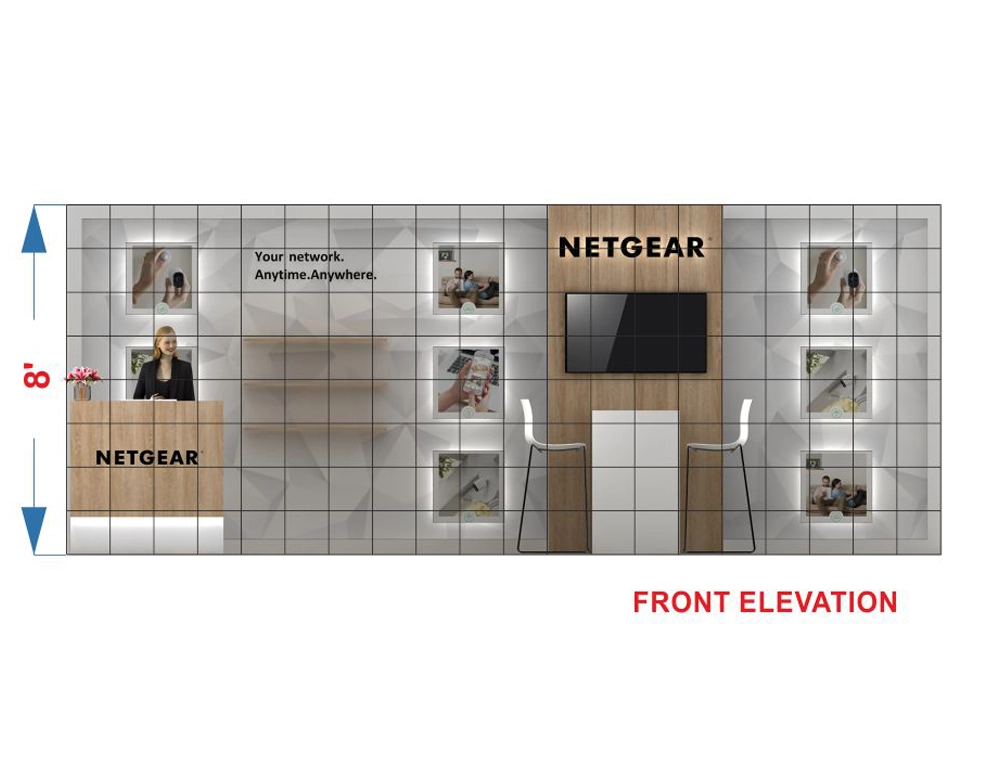 Your network.
Anytime.Anywhere.
NETGEAR
8'
NETGEAR
FRONT ELEVATION